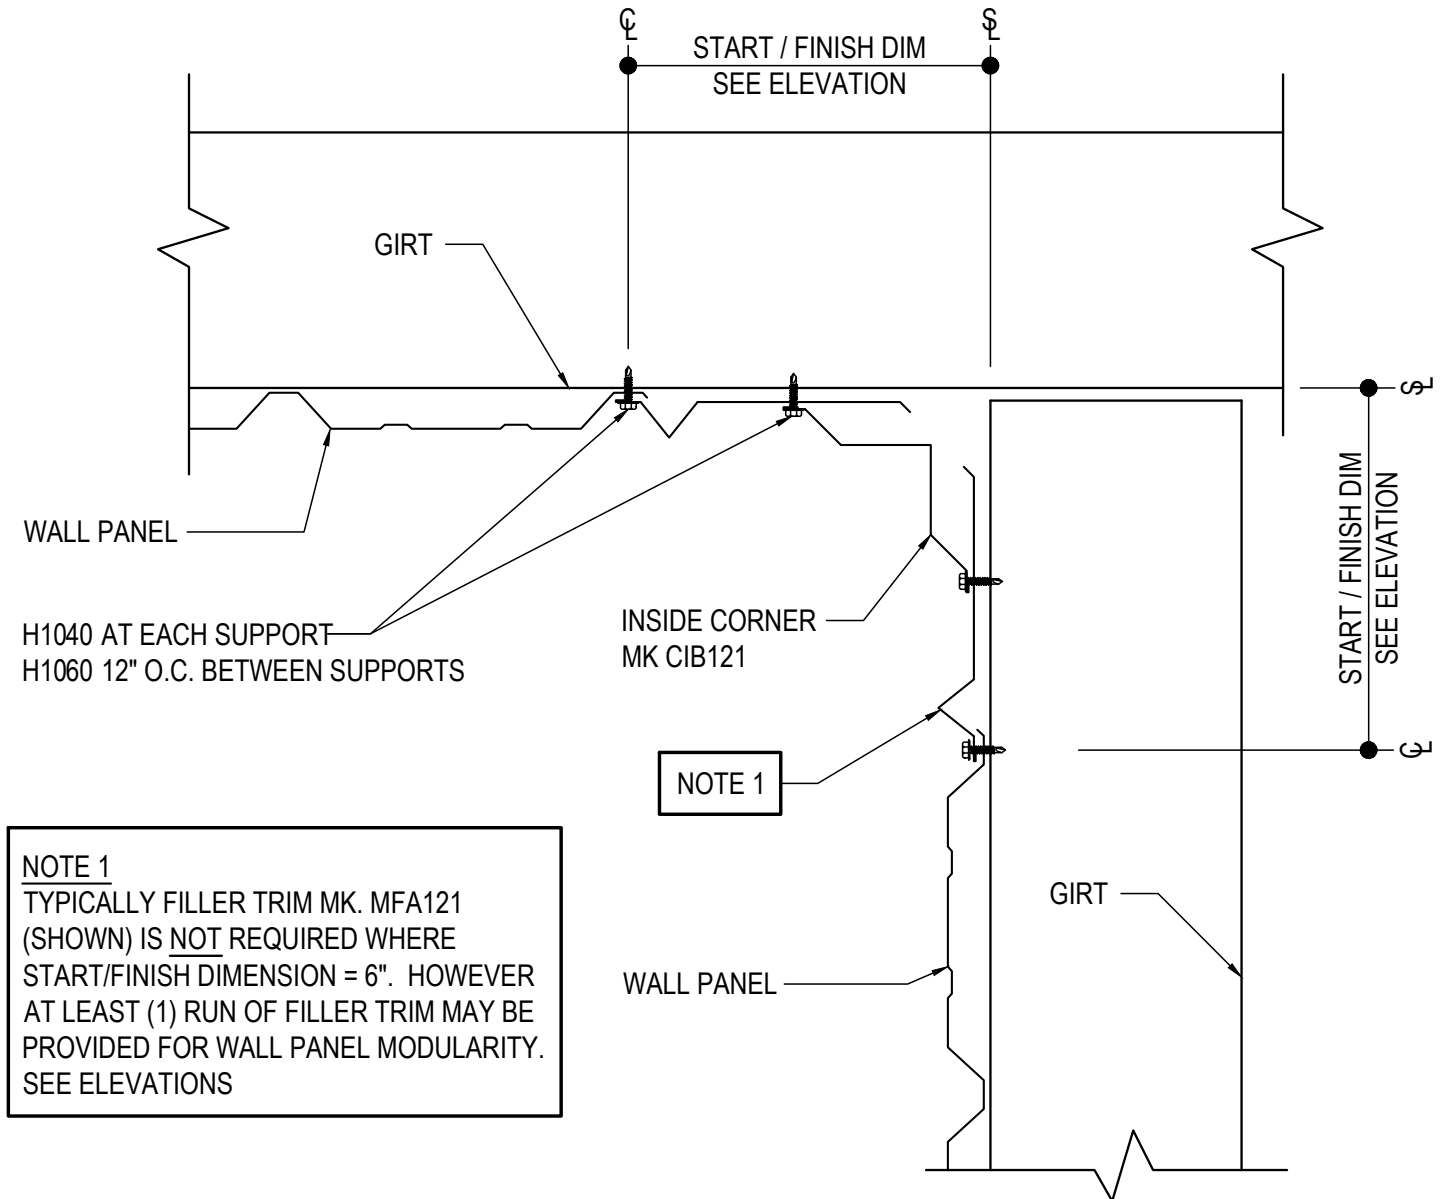 ℄
S̲L
START / FINISH DIM
SEE ELEVATION
GIRT
SL
START / FINISH DIM
SEE ELEVATION
℄
WALL PANEL
H1040 AT EACH SUPPORT
H1060 12" O.C. BETWEEN SUPPORTS
INSIDE CORNER
MK CIB121
NOTE 1
GIRT
WALL PANEL
NOTE 1
TYPICALLY FILLER TRIM MK. MFA121
(SHOWN) IS NOT REQUIRED WHERE
START/FINISH DIMENSION = 6". HOWEVER
AT LEAST (1) RUN OF FILLER TRIM MAY BE
PROVIDED FOR WALL PANEL MODULARITY.
SEE ELEVATIONS